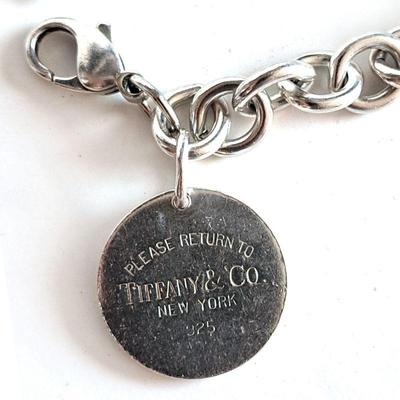 PLEASE RETURN TO
TIFFANY & CO.
NEW YORK
925